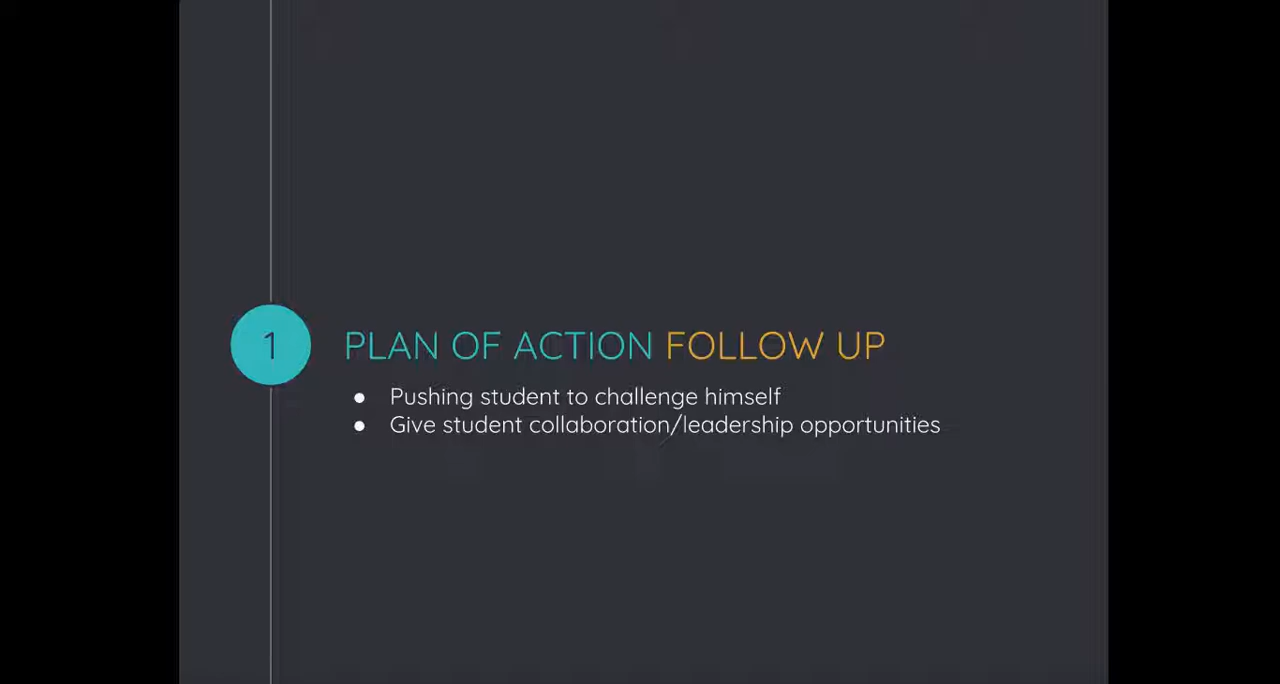 1
PLAN OF ACTION FOLLOW UP
● Pushing student to challenge himself
● Give student collaboration/leadership opportunities